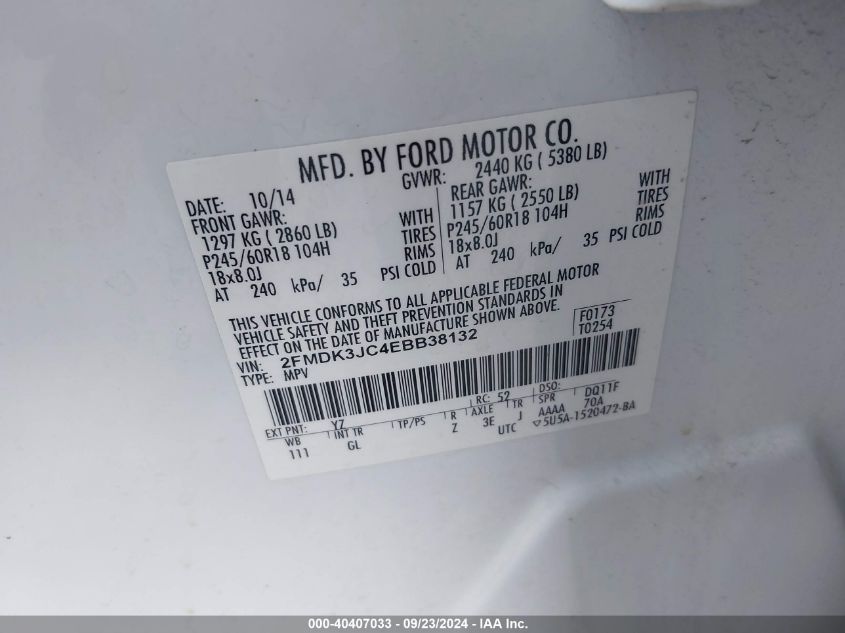 MFD. BY FORD MOTOR CO.
DATE: 10/14 GVWR: 2440 KG ( 5380 LB)
FRONT GAWR: REAR GAWR:
1297 KG ( 2860 LB) WITH 1157 KG ( 2550 LB) WITH
P245/60R18 104H TIRES P245/60R18 104H TIRES
18x8.0J RIMS 18x8.0J RIMS
AT 240 kPa/ 35 PSI COLD AT 240 kPa/ 35 PSI COLD
THIS VEHICLE CONFORMS TO ALL APPLICABLE FEDERAL MOTOR
VEHICLE SAFETY AND THEFT PREVENTION STANDARDS IN
EFFECT ON THE DATE OF MANUFACTURE SHOWN ABOVE.
VIN: 2FMDK3JC4EBB38132 F0173
TYPE: MPV T0254
EXT PNT: YZ RC: 52 DSO:
WB INT TR TP/PS R AXLE TR SPR DQ11F
111 GL Z 3E J AAAA 70A
UTC ▽5U5A-1520472-BA
000-40407033 - 09/23/2024 - IAA Inc.